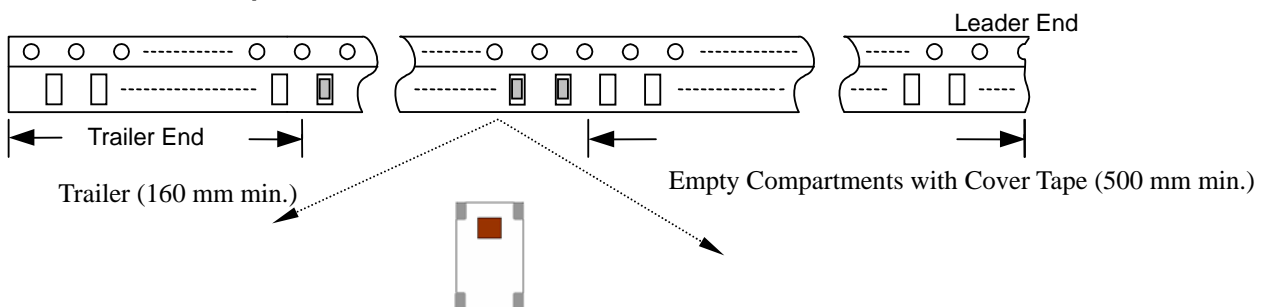 Leader End
Trailer End
Trailer (160 mm min.)
Empty Compartments with Cover Tape (500 mm min.)